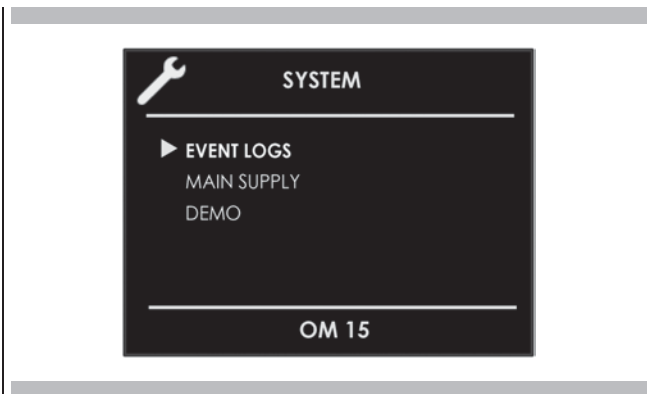 SYSTEM
EVENT LOGS
MAIN SUPPLY
DEMO
OM 15